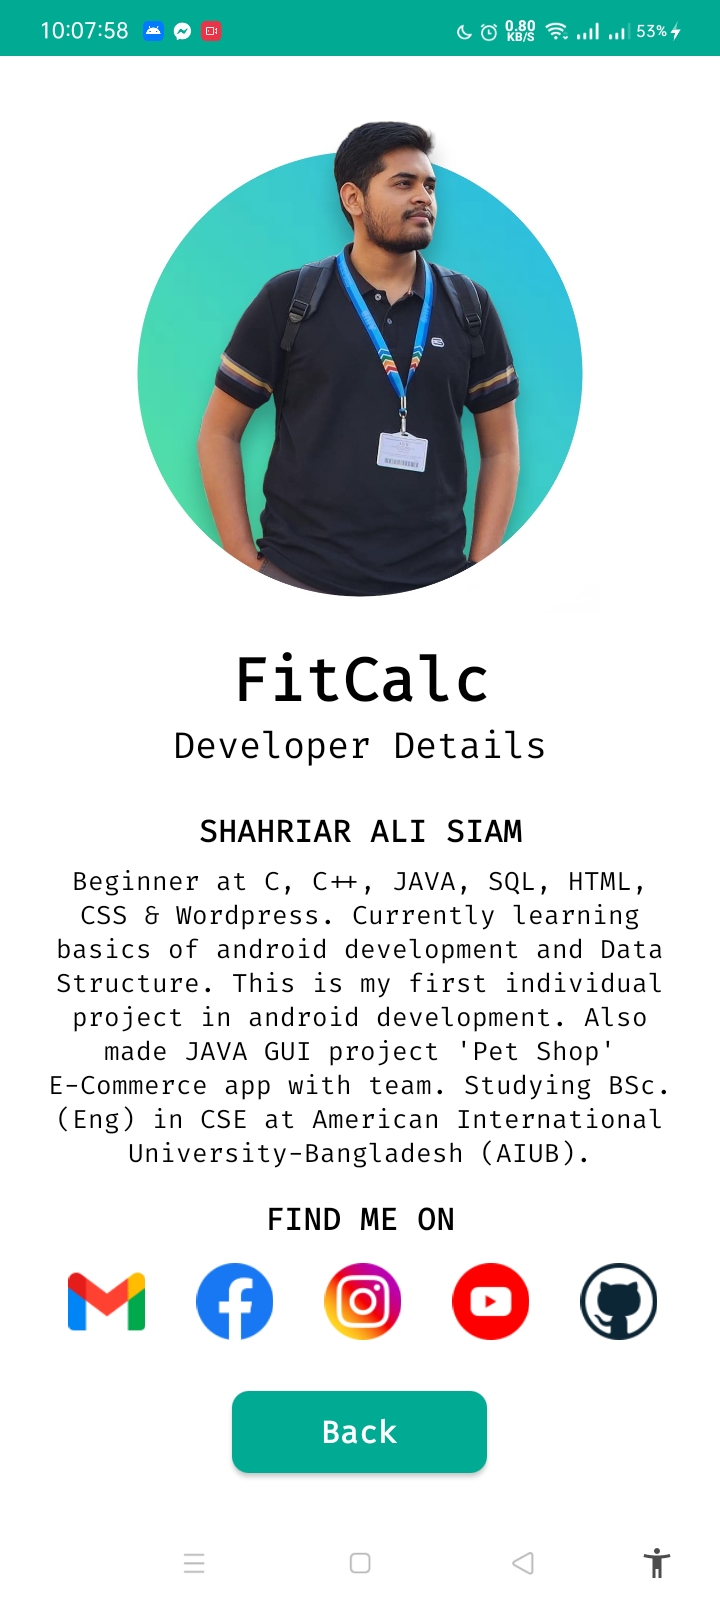 10:07:58 0.80 KB/S 53%
FitCalc
Developer Details
SHAHRIAR ALI SIAM
Beginner at C, C++, JAVA, SQL, HTML,
CSS & Wordpress. Currently learning
basics of android development and Data
Structure. This is my first individual
project in android development. Also
made JAVA GUI project 'Pet Shop'
E-Commerce app with team. Studying BSc.
(Eng) in CSE at American International
University-Bangladesh (AIUB).
FIND ME ON
Back